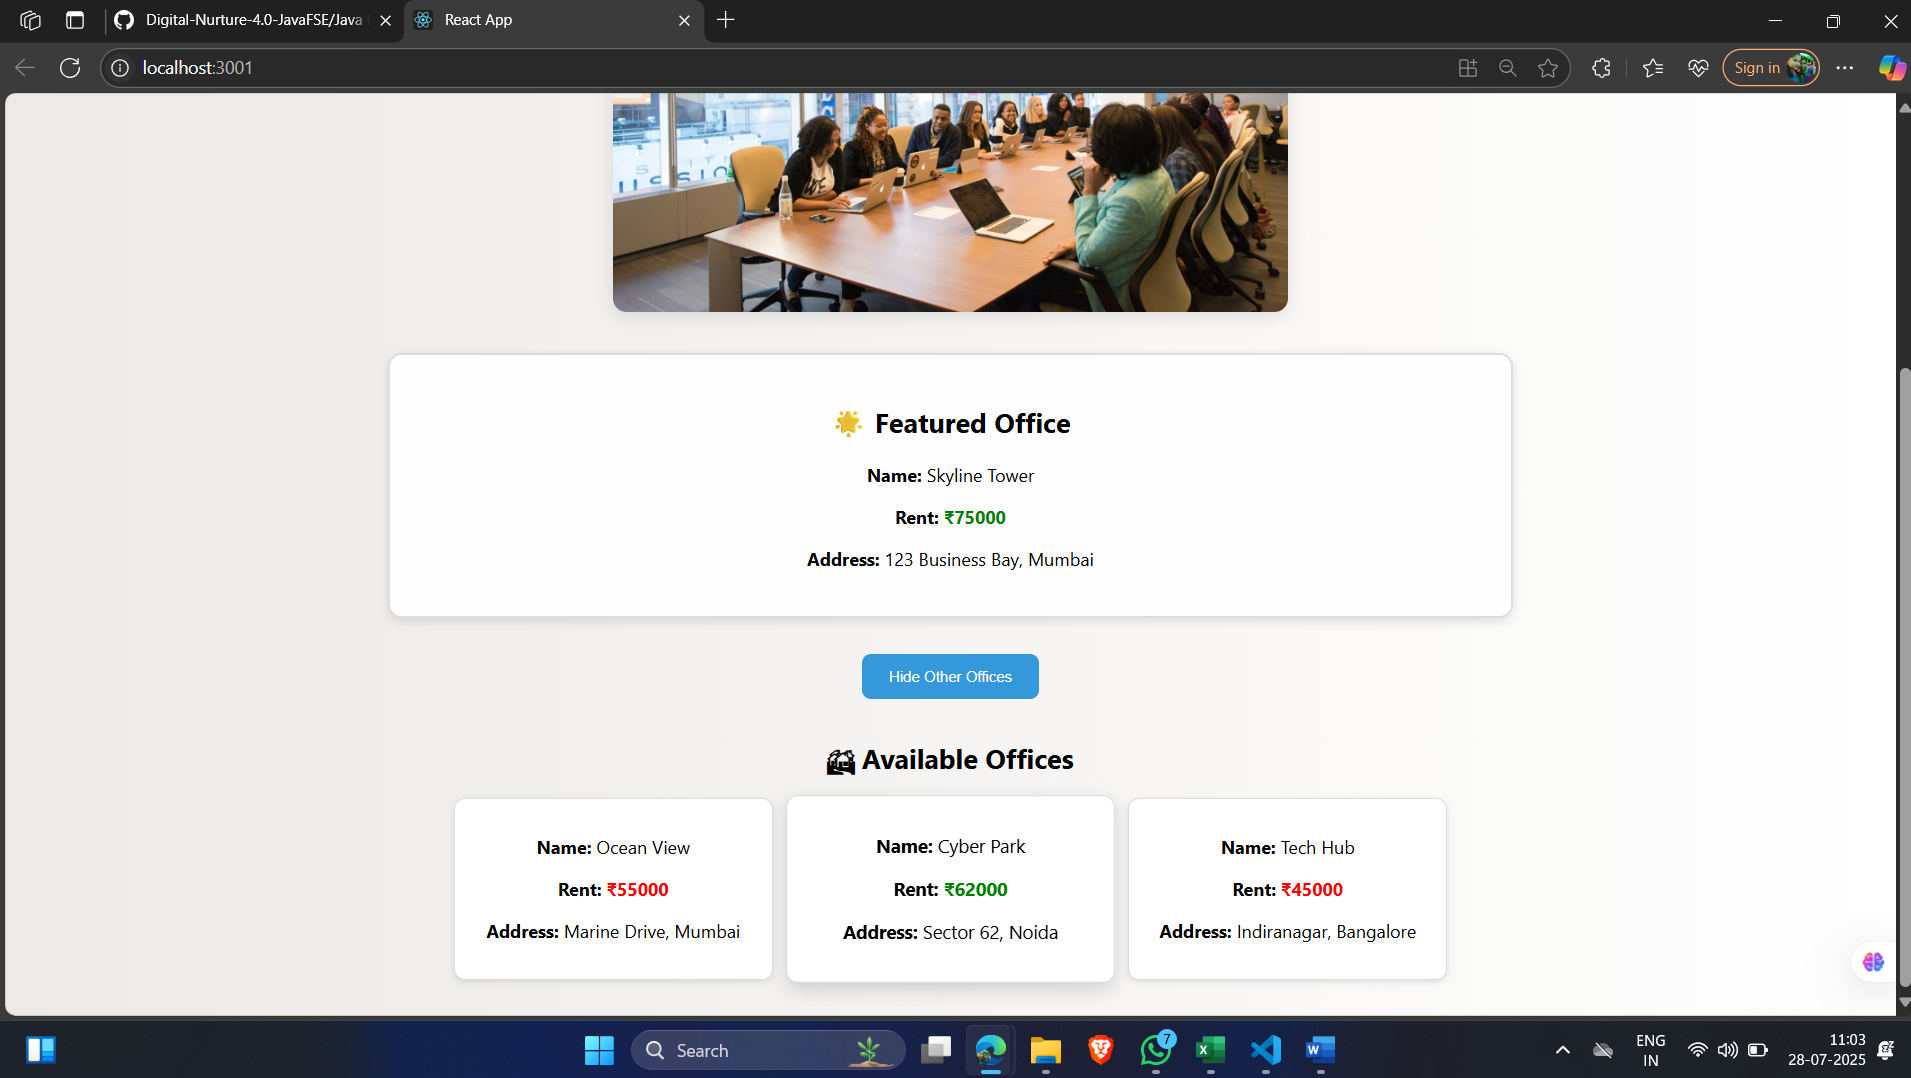 Digital-Nurture-4.0-JavaFSE/Java
React App
localhost:3001
Sign in
Featured Office
Name: Skyline Tower
Rent: ₹75000
Address: 123 Business Bay, Mumbai
Hide Other Offices
Available Offices
Name: Ocean View
Rent: ₹55000
Address: Marine Drive, Mumbai
Name: Cyber Park
Rent: ₹62000
Address: Sector 62, Noida
Name: Tech Hub
Rent: ₹45000
Address: Indiranagar, Bangalore
Search
7
ENG
IN
11:03
28-07-2025